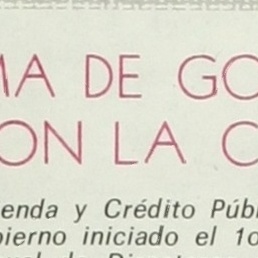 MA DE GO
ON LA C
enda y Crédito Públ
bierno iniciado el 1o